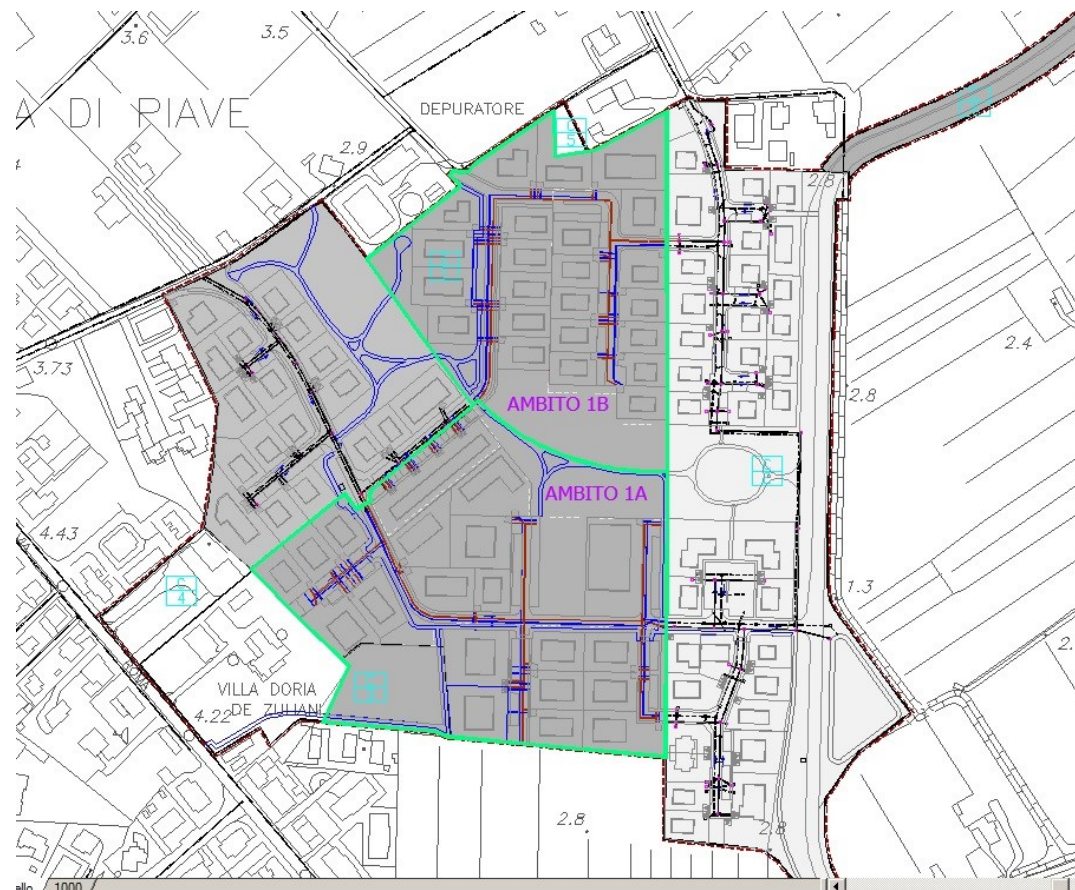 3.6
3.5
A DI PIAVE
DEPURATORE
2.9
2.8
3.73
2.4
2.8
AMBITO 1B
AMBITO 1A
4.43
1.3
VILLA DORIA
DE ZULIANI
4.22
2.8
2.8
1000